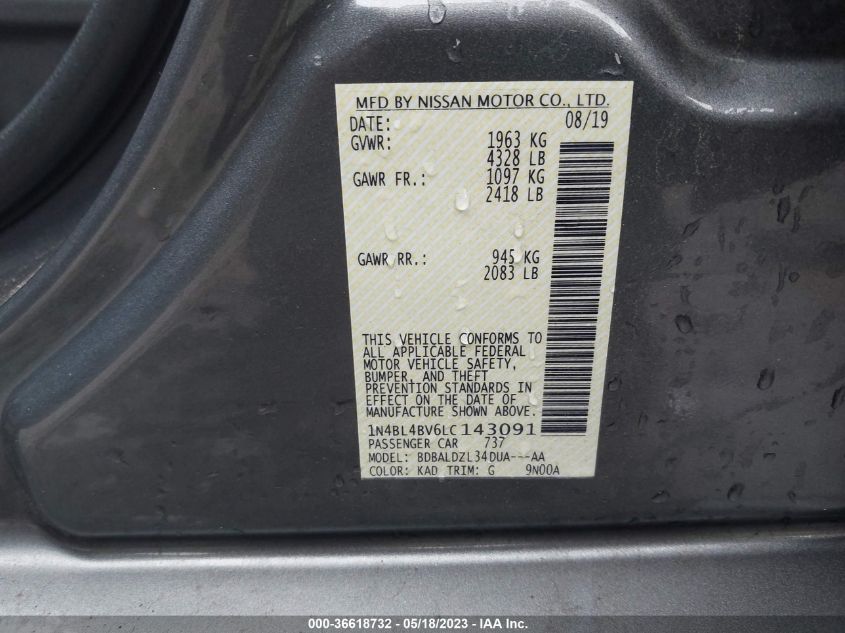 MFD BY NISSAN MOTOR CO., LTD.
DATE: 08/19
GVWR: 1963 KG
4328 LB
GAWR FR.: 1097 KG
2418 LB
GAWR RR.: 945 KG
2083 LB
THIS VEHICLE CONFORMS TO
ALL APPLICABLE FEDERAL
MOTOR VEHICLE SAFETY,
BUMPER, AND THEFT
PREVENTION STANDARDS IN
EFFECT ON THE DATE OF
MANUFACTURE SHOWN ABOVE.
1N4BL4BV6LC143091
PASSENGER CAR 737
MODEL: BDBALDZL34DUA---AA
COLOR: KAD TRIM: G 9N00A
000-36618732 - 05/18/2023 - IAA Inc.